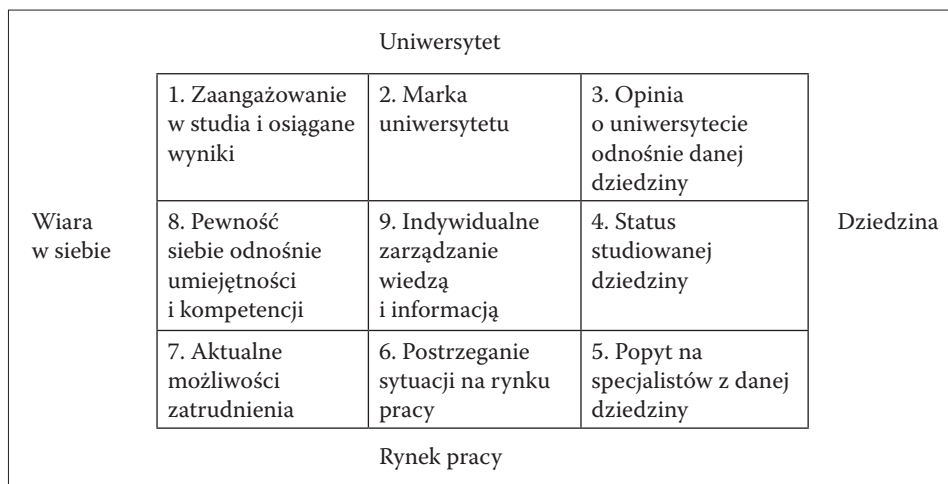 Uniwersytet
1. Zaangażowanie
w studia i osiągane
wyniki
2. Marka
uniwersytetu
3. Opinia
o uniwersytecie
odnośnie danej
dziedziny
Wiara
w siebie
8. Pewność
siebie odnośnie
umiejętności
i kompetencji
9. Indywidualne
zarządzanie
wiedzą
i informacją
4. Status
studiowanej
dziedziny
Dziedzina
7. Aktualne
możliwości
zatrudnienia
6. Postrzeganie
sytuacji na rynku
pracy
5. Popyt na
specjalistów z danej
dziedziny
Rynek pracy